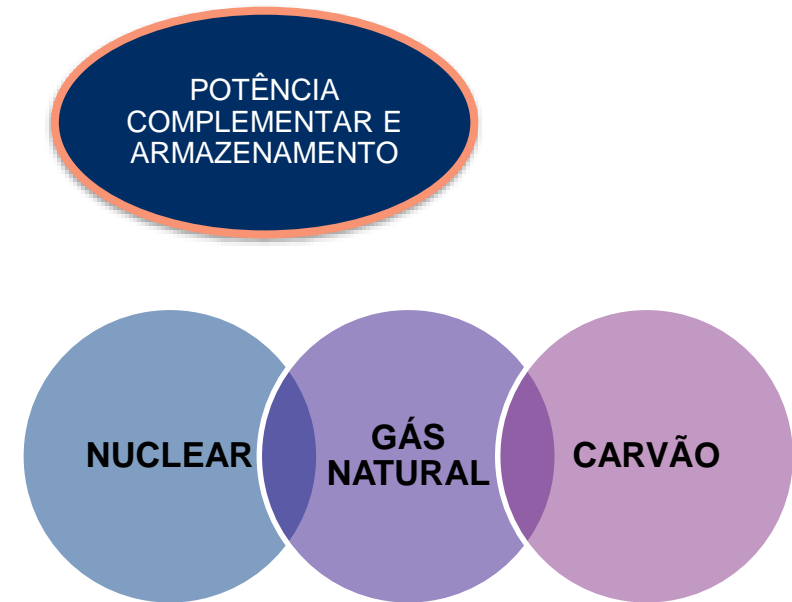 POTÊNCIA
COMPLEMENTAR E
ARMAZENAMENTO
NUCLEAR
GÁS
NATURAL
CARVÃO